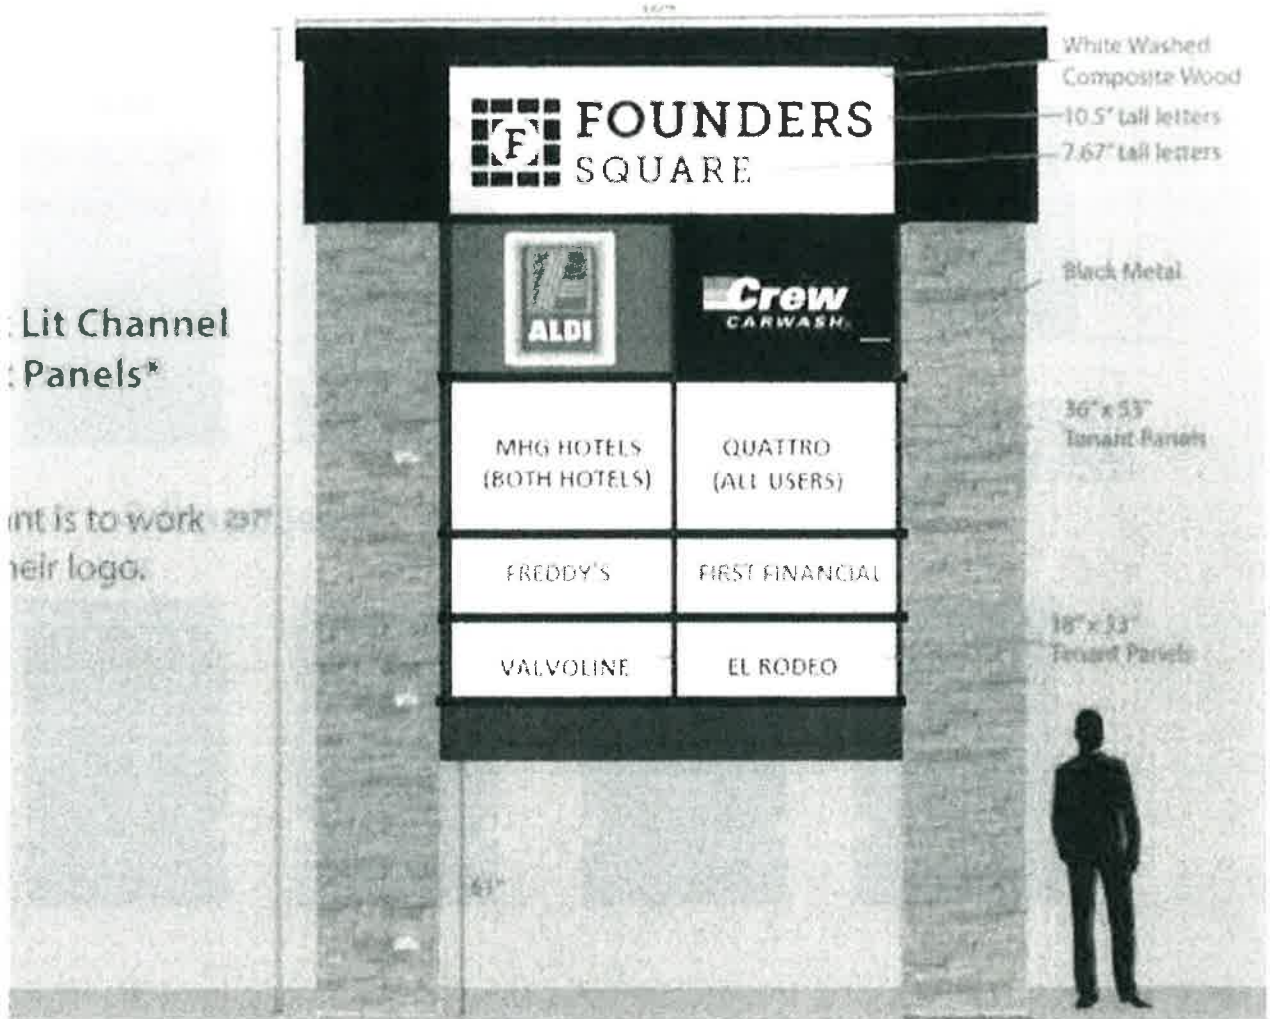 White Washed
Composite Wood
10.5" tall letters
7.67" tall letters
F
FOUNDERS
SQUARE
Black Metal
ALDI
Crew
CARWASH
Lit Channel
Panels*
36" x 53"
Tenant Panels
MHG HOTELS
(BOTH HOTELS)
QUATTRO
(ALL USERS)
nt is to work
heir logo.
FREDDY'S
FIRST FINANCIAL
Tenant Panels
VALVOLINE
EL RODEO
61"